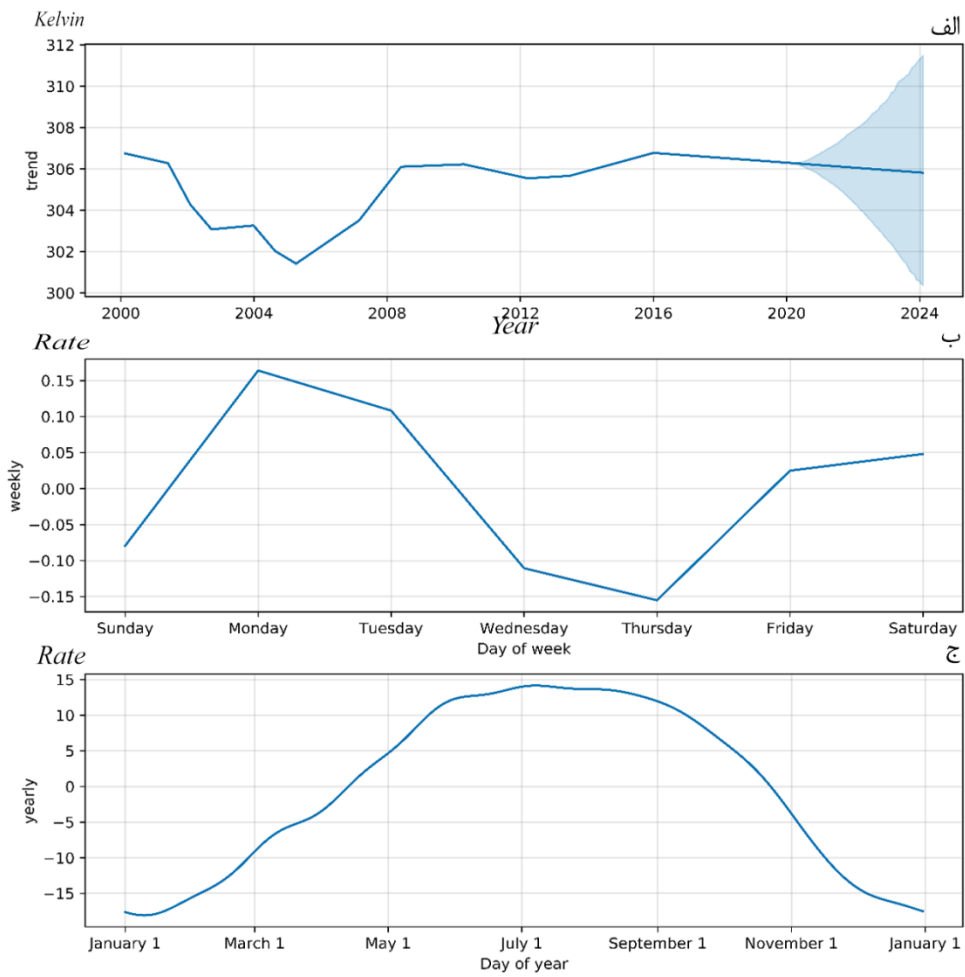 Kelvin
الف
312
310
308
306
304
302
300
trend
2000 2004 2008 2012 2016 2020 2024
Year
Rate
ب
0.15
0.10
0.05
0.00
−0.05
−0.10
−0.15
weekly
Sunday Monday Tuesday Wednesday Thursday Friday Saturday
Day of week
Rate
ج
15
10
5
0
−5
−10
−15
yearly
January 1 March 1 May 1 July 1 September 1 November 1 January 1
Day of year